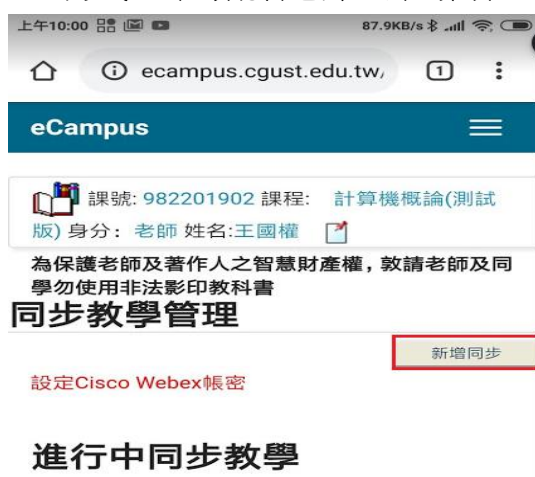 上午10:00 87.9KB/s
ecampus.cgust.edu.tw/ 1
eCampus
課號: 982201902 課程: 計算機概論(測試
版) 身分: 老師 姓名:王國權
為保護老師及著作人之智慧財產權,敦請老師及同
學勿使用非法影印教科書
同步教學管理
新增同步
設定Cisco Webex帳密
進行中同步教學